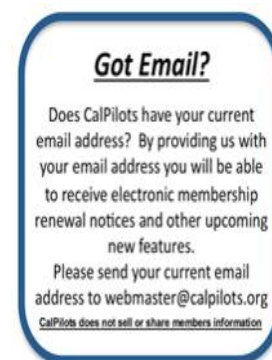 Got Email?
Does CalPilots have your current
email address? By providing us with
your email address you will be able
to receive electronic membership
renewal notices and other upcoming
new features.
Please send your current email
address to webmaster@calpilots.org
CalPilots does not sell or share members information